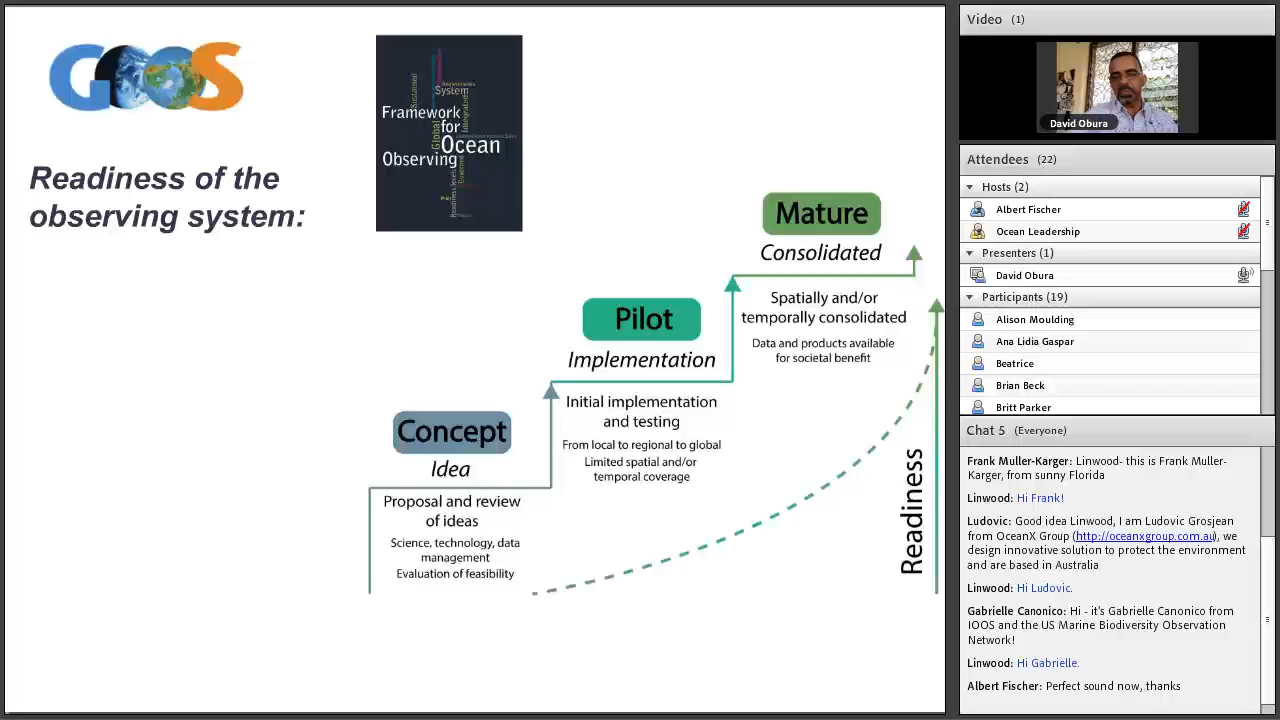 GOOS
Readiness of the
observing system:
Sustained
Requirements
System
Integrated
Framework
for
Global
Ocean
Observing
Readiness levels
Mature
Consolidated
Spatially and/or
temporally consolidated
Data and products available
for societal benefit
Pilot
Implementation
Initial implementation
and testing
From local to regional to global
Limited spatial and/or
temporal coverage
Concept
Idea
Proposal and review
of ideas
Science, technology, data
management
Evaluation of feasibility
Readiness
Video (1)
David Obura
Attendees (22)
Hosts (2)
Albert Fischer
Ocean Leadership
Presenters (1)
David Obura
Participants (19)
Alison Moulding
Ana Lidia Gaspar
Beatrice
Brian Beck
Britt Parker
Chat 5 (Everyone)
Frank Muller-Karger: Linwood- this is Frank Muller-
Karger, from sunny Florida
Linwood: Hi Frank!
Ludovic: Good idea Linwood, I am Ludovic Grosjean
from OceanX Group (http://oceanxgroup.com.au), we
design innovative solution to protect the environment
and are based in Australia
Linwood: Hi Ludovic.
Gabrielle Canonico: Hi - it's Gabrielle Canonico from
IOOS and the US Marine Biodiversity Observation
Network!
Linwood: Hi Gabrielle.
Albert Fischer: Perfect sound now, thanks